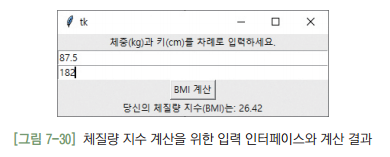 tk
체중(kg)과 키(cm)를 차례로 입력하세요.
87.5
182
BMI 계산
당신의 체질량 지수(BMI)는: 26.42
[그림 7-30] 체질량 지수 계산을 위한 입력 인터페이스와 계산 결과